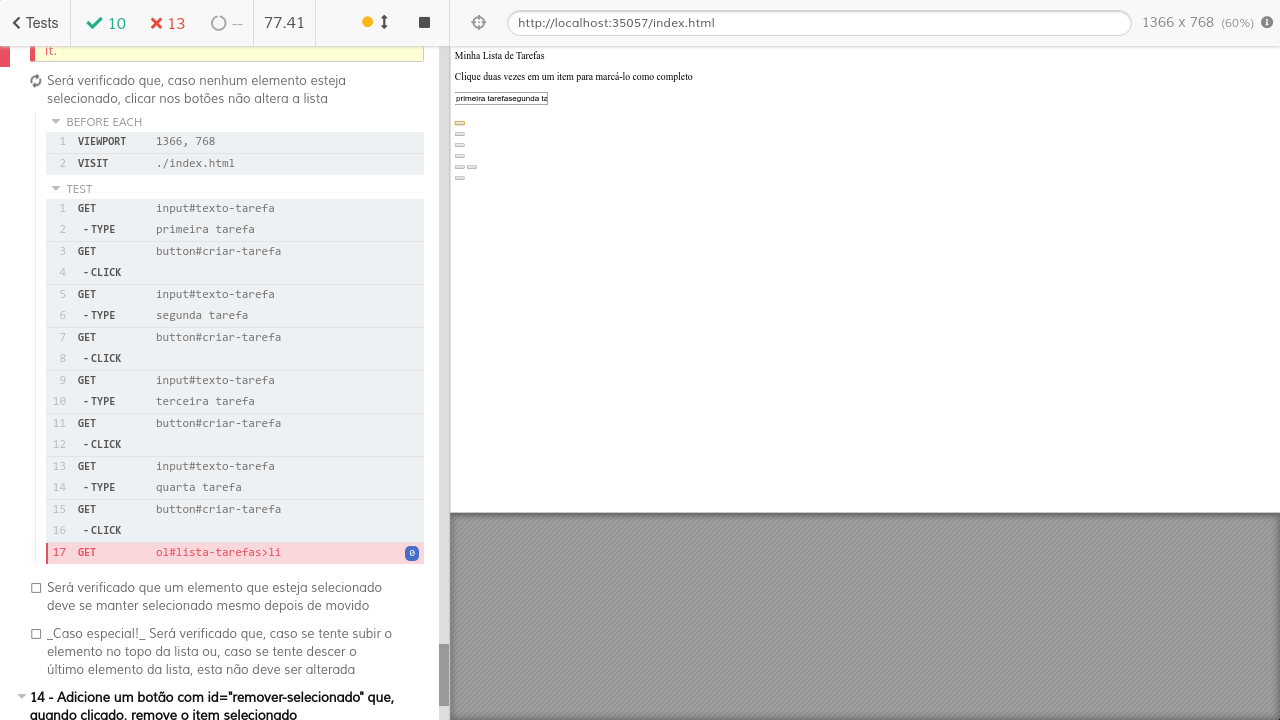 Tests
10
13
--
77.41
http://localhost:35057/index.html
1366 x 768 (60%)
it.
Será verificado que, caso nenhum elemento esteja
selecionado, clicar nos botões não altera a lista
BEFORE EACH
1 VIEWPORT 1366, 768
2 VISIT ./index.html
TEST
1 GET input#texto-tarefa
2 -TYPE primeira tarefa
3 GET button#criar-tarefa
4 -CLICK
5 GET input#texto-tarefa
6 -TYPE segunda tarefa
7 GET button#criar-tarefa
8 -CLICK
9 GET input#texto-tarefa
10 -TYPE terceira tarefa
11 GET button#criar-tarefa
12 -CLICK
13 GET input#texto-tarefa
14 -TYPE quarta tarefa
15 GET button#criar-tarefa
16 -CLICK
17 GET ol#lista-tarefas>li 0
Será verificado que um elemento que esteja selecionado
deve se manter selecionado mesmo depois de movido
_Caso especial!_ Será verificado que, caso se tente subir o
elemento no topo da lista ou, caso se tente descer o
último elemento da lista, esta não deve ser alterada
14 - Adicione um botão com id="remover-selecionado" que,
quando clicado, remove o item selecionado
Minha Lista de Tarefas
Clique duas vezes em um item para marcá-lo como completo
primeira tarefasegunda ta